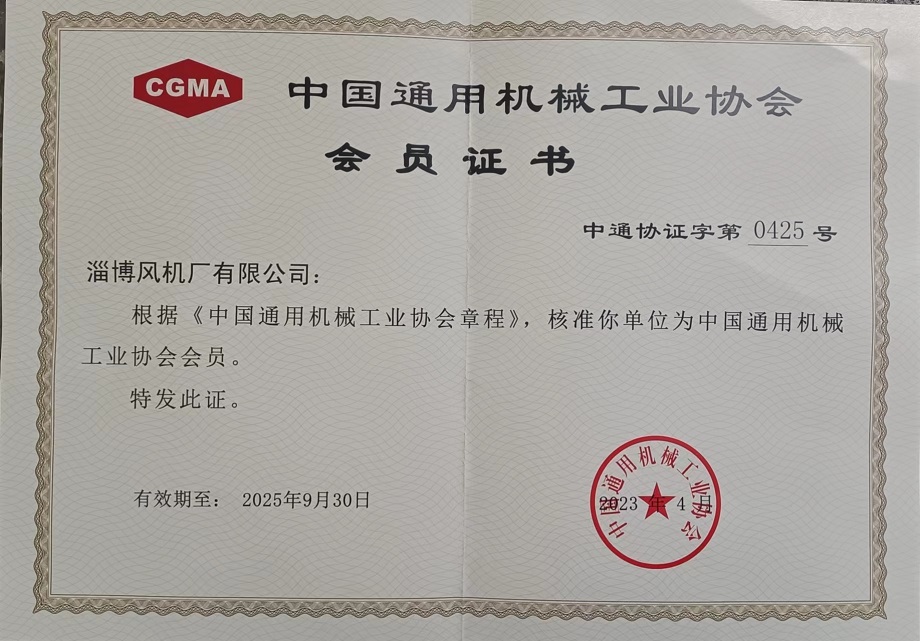 CGMA
中国通用机械工业协会
会员证书
中通协证字第 0425 号
淄博风机厂有限公司：
根据《中国通用机械工业协会章程》，核准你单位为中国通用机械
工业协会会员。
特发此证。
有效期至： 2025年9月30日
中国通用机械工业协会
2023 年 4 月